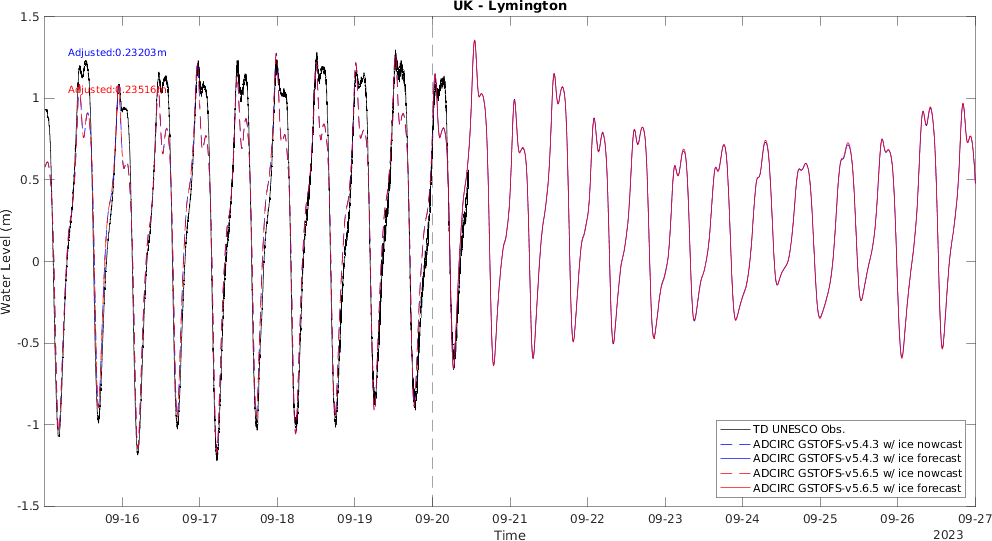 UK - Lymington
1.5
1
0.5
0
-0.5
-1
-1.5
Water Level (m)
Adjusted:0.23203m
Adjusted:0.23516m
TD UNESCO Obs.
ADCIRC GSTOFS-v5.4.3 w/ ice nowcast
ADCIRC GSTOFS-v5.4.3 w/ ice forecast
ADCIRC GSTOFS-v5.6.5 w/ ice nowcast
ADCIRC GSTOFS-v5.6.5 w/ ice forecast
09-16 09-17 09-18 09-19 09-20 09-21 09-22 09-23 09-24 09-25 09-26 09-27
Time
2023